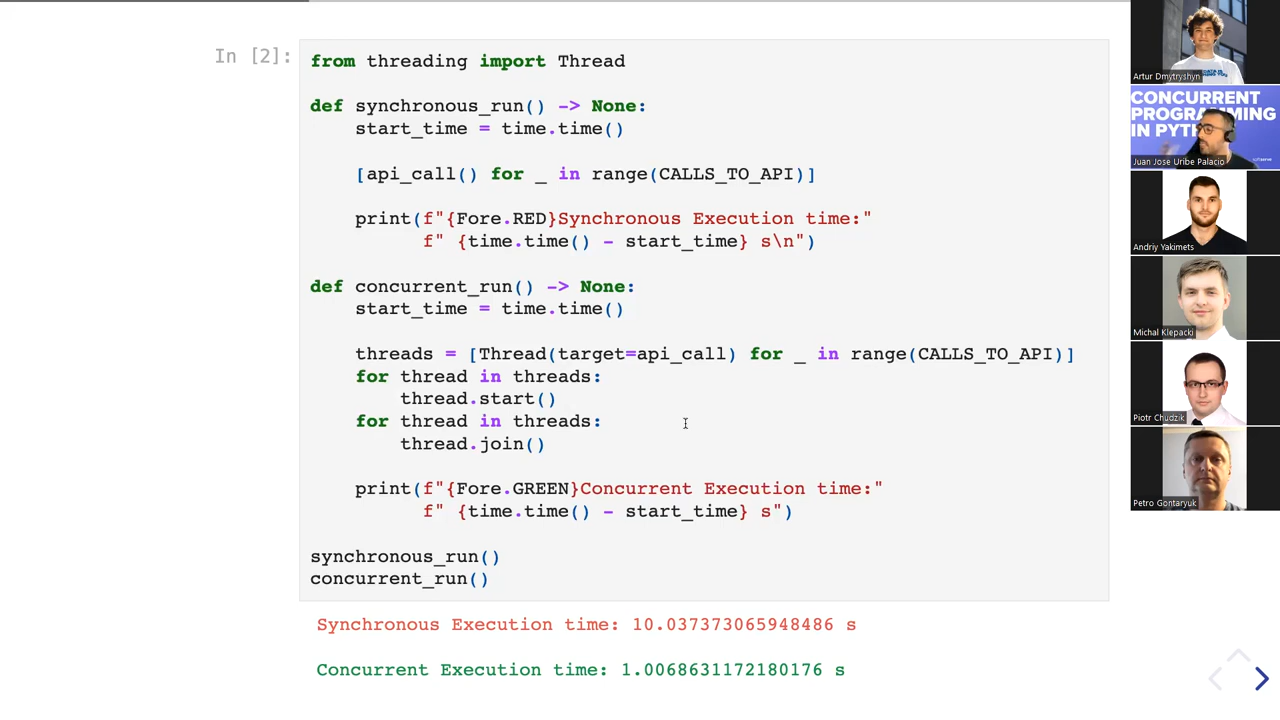 In [2]:
from threading import Thread
def synchronous_run() -> None:
start_time = time.time()
[api_call() for _ in range(CALLS_TO_API)]
print(f"{Fore.RED}Synchronous Execution time:"
f" {time.time() - start_time} s\n")
def concurrent_run() -> None:
start_time = time.time()
threads = [Thread(target=api_call) for _ in range(CALLS_TO_API)]
for thread in threads:
thread.start()
for thread in threads:
thread.join()
print(f"{Fore.GREEN}Concurrent Execution time:"
f" {time.time() - start_time} s")
synchronous_run()
concurrent_run()
Synchronous Execution time: 10.037373065948486 s
Concurrent Execution time: 1.0068631172180176 s
Artur Dmytryshyn
CONCURRENT
PROGRAMMING
IN PYTH
Juan Jose Uribe Palacio
Andriy Yakimets
Michal Klepacki
Piotr Chudzik
Petro Gontaryuk